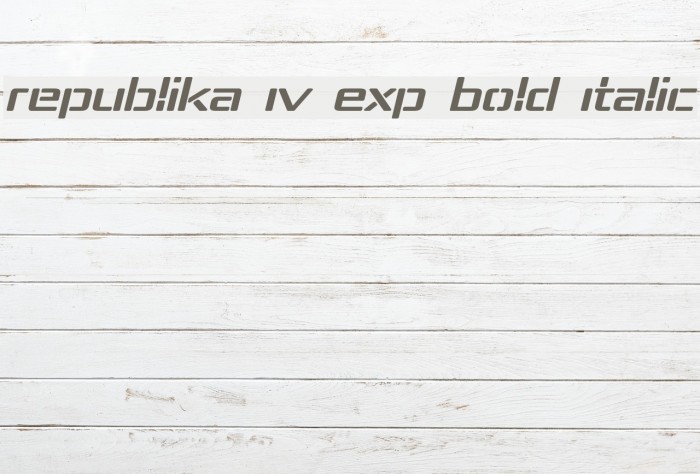 republika iv exp bold italic